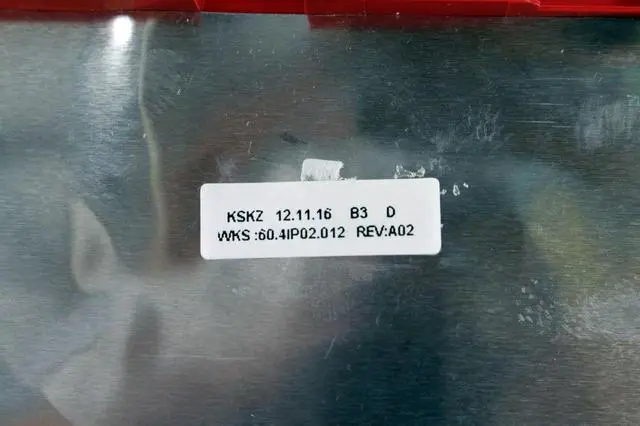 KSKZ 12.11.16 B3 D
WKS :60.4IP02.012 REV:A02